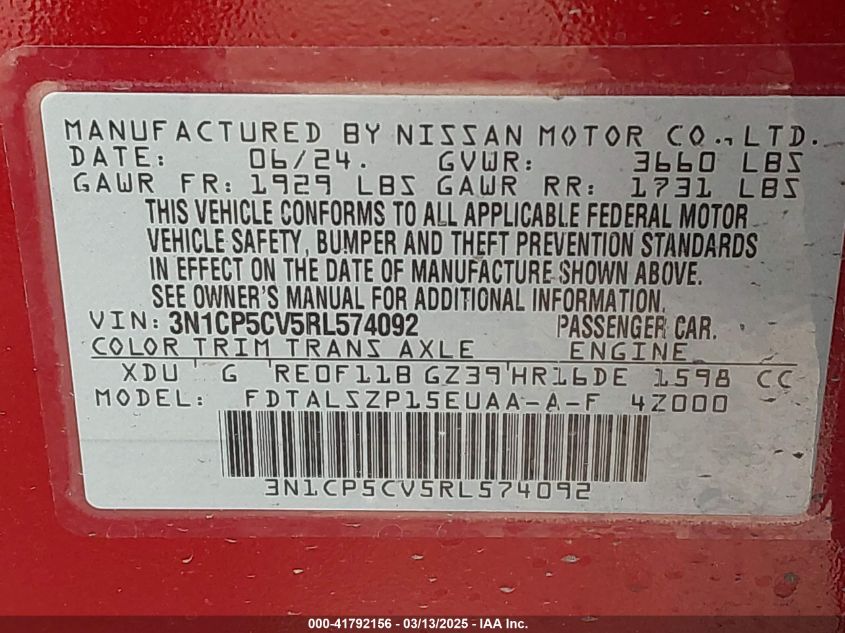 MANUFACTURED BY NISSAN MOTOR CO., LTD.
DATE: 06/24. GVWR: 3660 LBS
GAWR FR: 1929 LBS GAWR RR: 1731 LBS
THIS VEHICLE CONFORMS TO ALL APPLICABLE FEDERAL MOTOR
VEHICLE SAFETY, BUMPER AND THEFT PREVENTION STANDARDS
IN EFFECT ON THE DATE OF MANUFACTURE SHOWN ABOVE.
SEE OWNER'S MANUAL FOR ADDITIONAL INFORMATION.
VIN: 3N1CP5CV5RL574092 PASSENGER CAR.
COLOR TRIM TRANS AXLE ENGINE
XDU G RE0F11B GZ39 HR16DE 1598 CC
MODEL: FDTALSZP15EUAA-A-F 4Z000
3N1CP5CV5RL574092
000-41792156 — 03/13/2025 — IAA Inc.